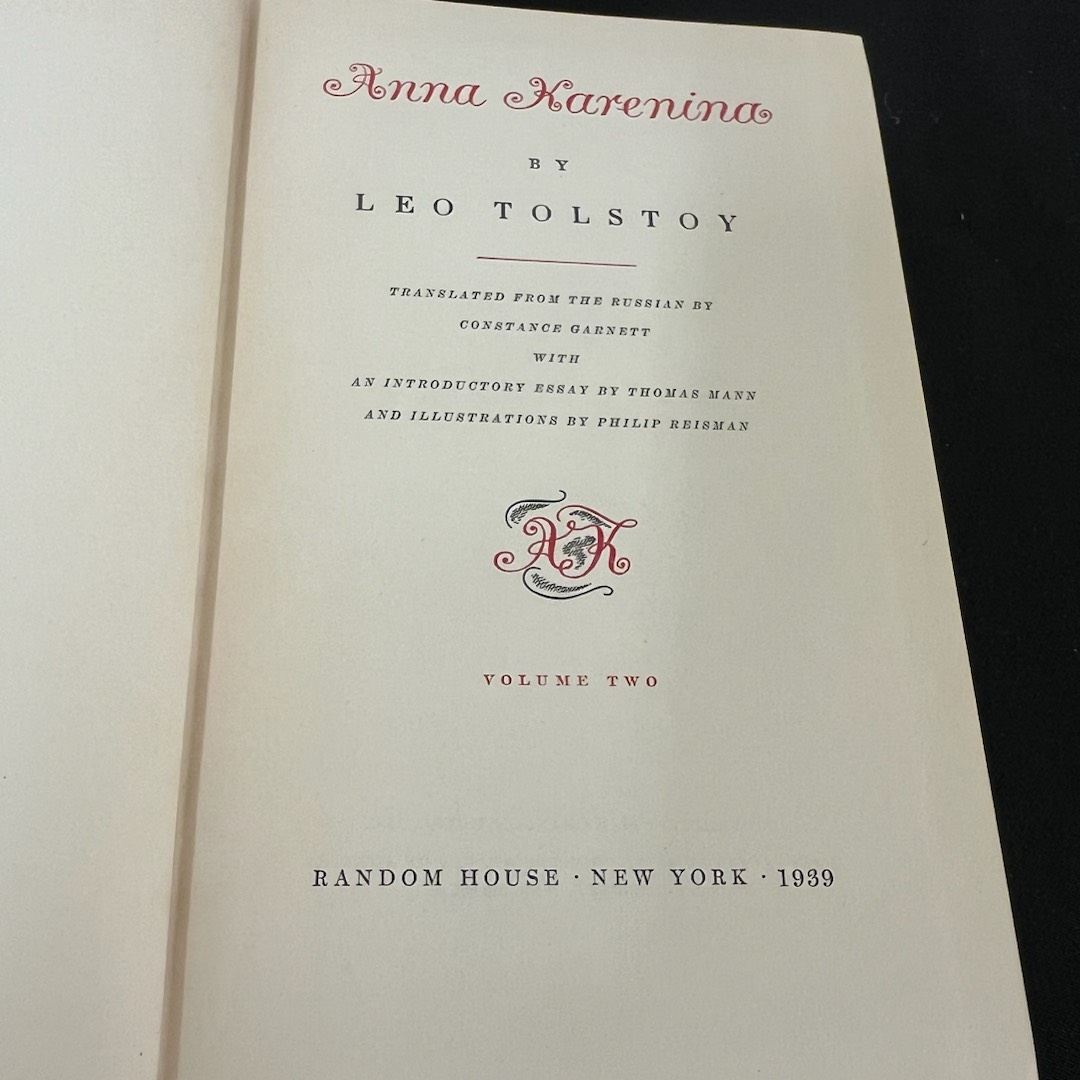 Anna Karenina
BY
LEO TOLSTOY
TRANSLATED FROM THE RUSSIAN BY
CONSTANCE GARNETT
WITH
AN INTRODUCTORY ESSAY BY THOMAS MANN
AND ILLUSTRATIONS BY PHILIP REISMAN
AK
VOLUME TWO
RANDOM HOUSE · NEW YORK · 1939